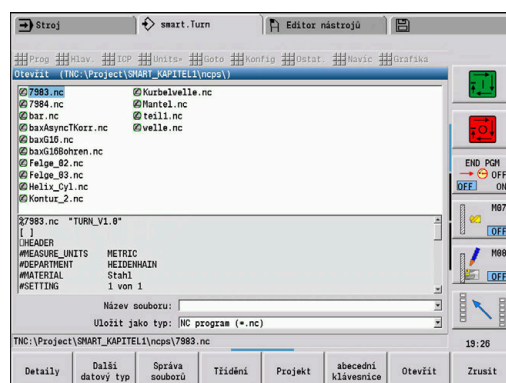 Stroj smart.Turn Editor nástrojů
Prog Hlav. ICP Units» Goto Konfig Ostat. Navíc Grafika
Otevřít (TNC:\Project\SMART_KAPITEL1\ncps\)
7983.nc Kurbelvelle.nc
7984.nc Mantel.nc
bar.nc teil1.nc
baxAsyncTKorr.nc velle.nc
baxG16.nc
baxG16Bohren.nc
Felge_02.nc
Felge_03.nc
Helix_Cyl.nc
Kontur_2.nc
%7983.nc "TURN_V1.0"
[ ]
HEADER
#MEASURE_UNITS METRIC
#DEPARTMENT HEIDENHAIN
#MATERIAL Stahl
#SETTING 1 von 1
Název souboru:
Uložit jako typ: NC program (*.nc)
TNC:\Project\SMART_KAPITEL1\ncps\7983.nc
END PGM
OFF
OFF ON
M07
OFF
M08
OFF
19:26
Detaily
Další datový typ
Správa souborů
Třídění
Projekt
abecední klávesnice
Otevřít
Zrusit